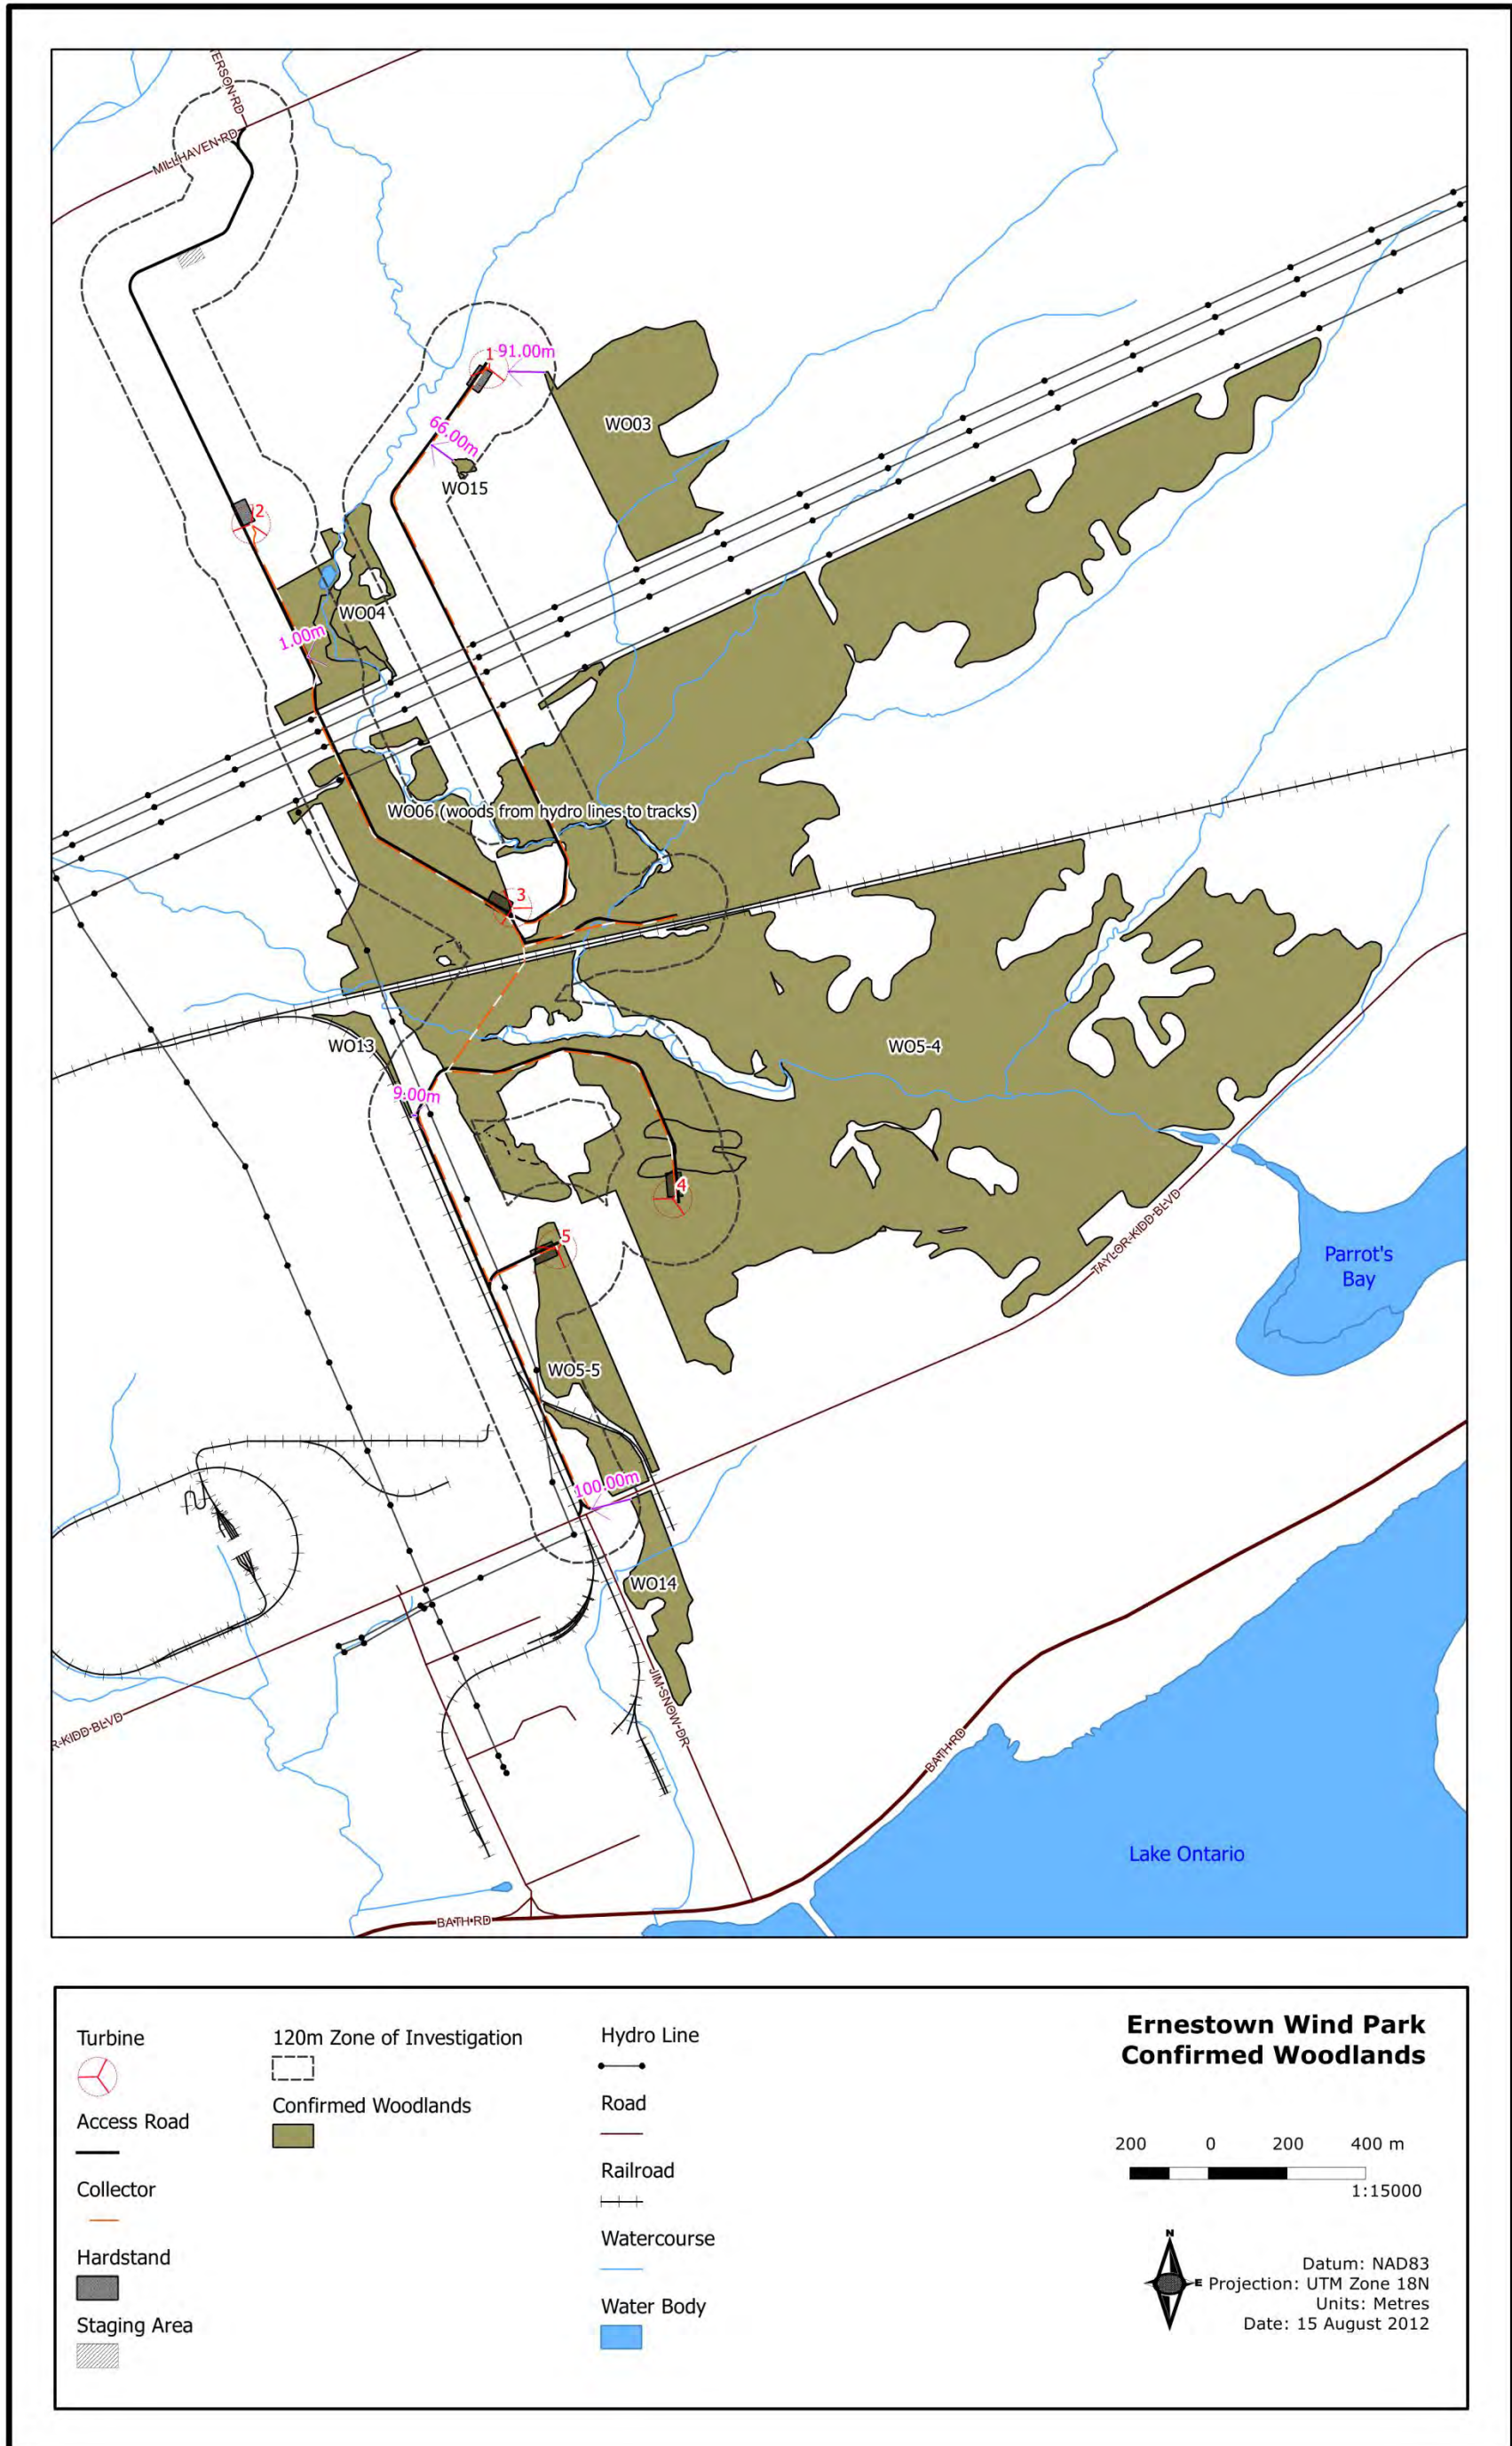 ERSON RD
MILLHAVEN RD
1
91.00m
66.00m
WO03
WO15
2
WO04
1.00m
WO06 (woods from hydro lines to tracks)
3
WO13
WO5-4
9.00m
4
TAYLOR KIDD BLVD
5
Parrot's
Bay
WO5-5
100.00m
WO14
JIM SNOW DR
R KIDD BLVD
BATH RD
Lake Ontario
BATH RD
Turbine
Access Road
Collector
Hardstand
Staging Area
120m Zone of Investigation
Confirmed Woodlands
Hydro Line
Road
Railroad
Watercourse
Water Body
Ernestown Wind Park
Confirmed Woodlands
200 0 200 400 m
1:15000
N
E
Datum: NAD83
Projection: UTM Zone 18N
Units: Metres
Date: 15 August 2012